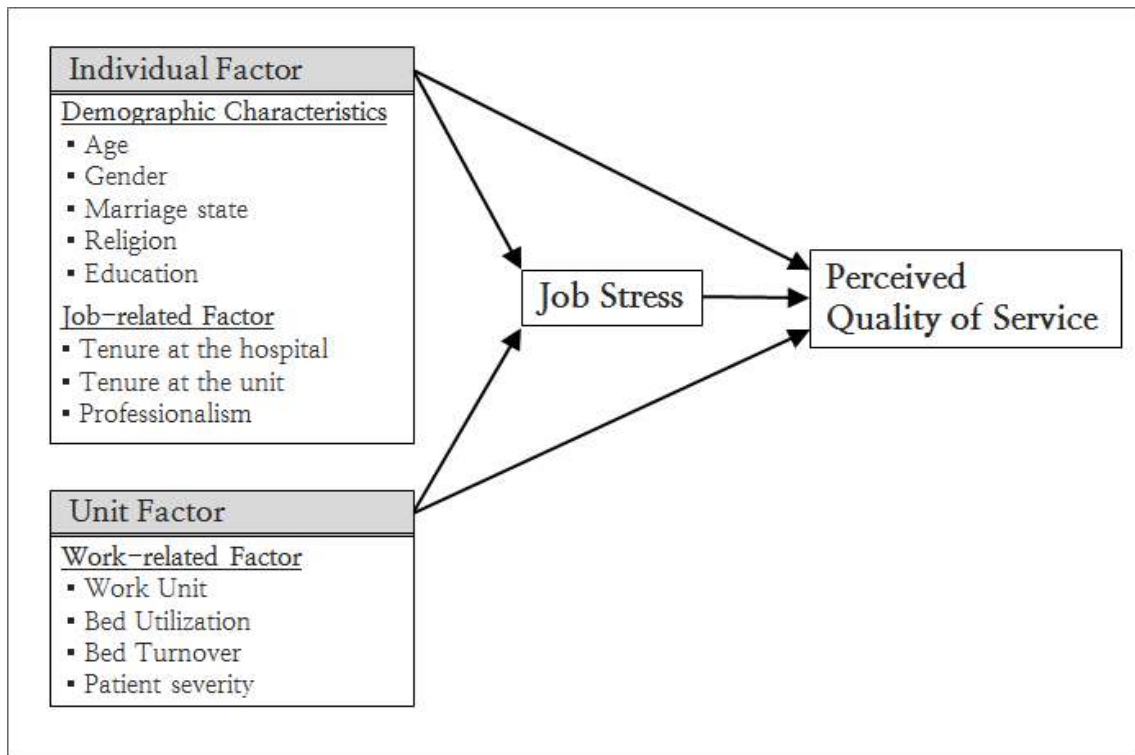 Individual Factor
Demographic Characteristics
▪ Age
▪ Gender
▪ Marriage state
▪ Religion
▪ Education
Job-related Factor
▪ Tenure at the hospital
▪ Tenure at the unit
▪ Professionalism
Job Stress
Perceived
Quality of Service
Unit Factor
Work-related Factor
▪ Work Unit
▪ Bed Utilization
▪ Bed Turnover
▪ Patient severity